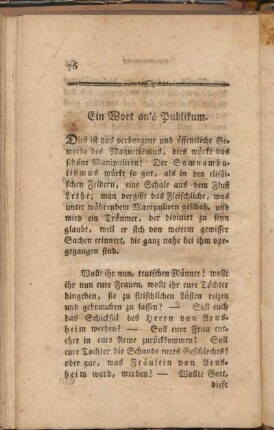 76
Ein Wort an's Publikum.
Dies ist das verborgene und öffentliche Ge-
werbe des Magnetismus, dies würkt das
schöne Manipuliren! Der Somnambu-
lismus würkt so gut, als in den elisäi-
schen Feldern, eine Schale aus dem Fluß
Lethe; man vergißt das Fleischliche, was
unter währendem Manipuliren geschah, und
wird ein Träumer, der divinirt zu seyn
glaubt, weil er sich von weitem gewisser
Sachen erinnert, die ganz nahe bei ihm vor-
gegangen sind.
Wollt ihr nun, teutschen Männer! wollt
ihr nun eure Frauen, wollt ihr eure Töchter
hingeben, sie zu fleischlichen Lüsten reizen
und gebrauchen zu lassen? — Soll euch
das Schicksal des Herrn von Arns-
heim werden? — Soll eure Frau ent-
ehrt in eure Arme zurückkommen! Soll
eure Tochter die Schande eures Geschlechts!
oder gar, was Fräulein von Arns-
heim ward, werden? — Wollte Gott,
diese